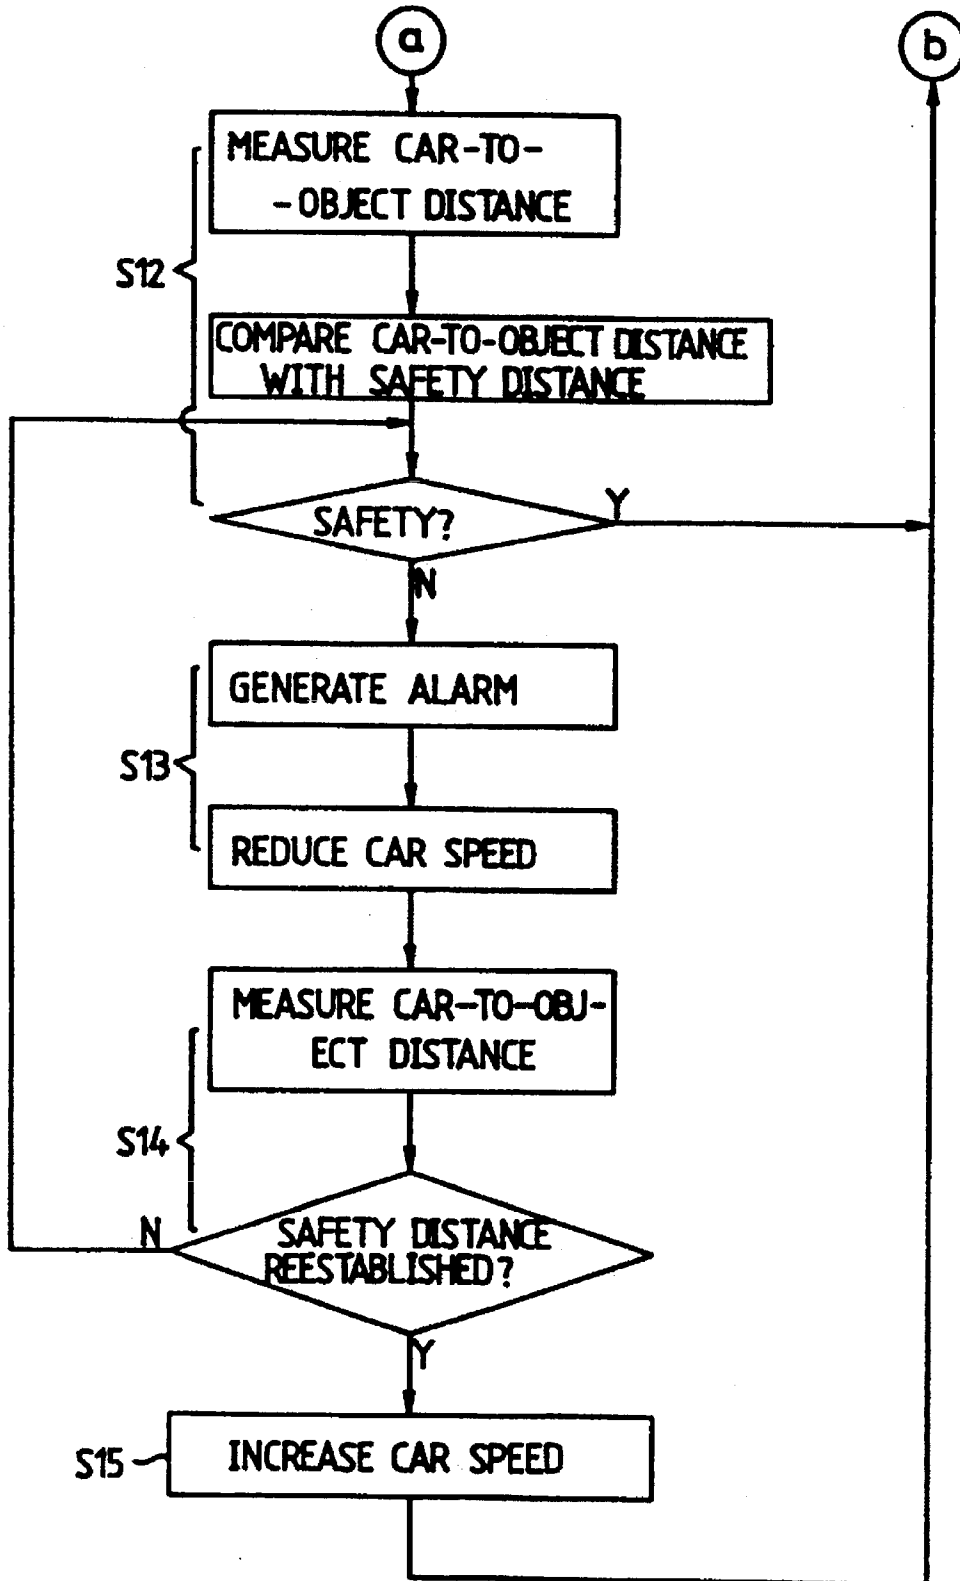 a
b
MEASURE CAR-TO-
-OBJECT DISTANCE
S12
COMPARE CAR-TO-OBJECT DISTANCE
WITH SAFETY DISTANCE
SAFETY?
Y
N
GENERATE ALARM
S13
REDUCE CAR SPEED
MEASURE CAR-TO-OBJ-
ECT DISTANCE
S14
N
SAFETY DISTANCE
REESTABLISHED?
Y
S15
INCREASE CAR SPEED